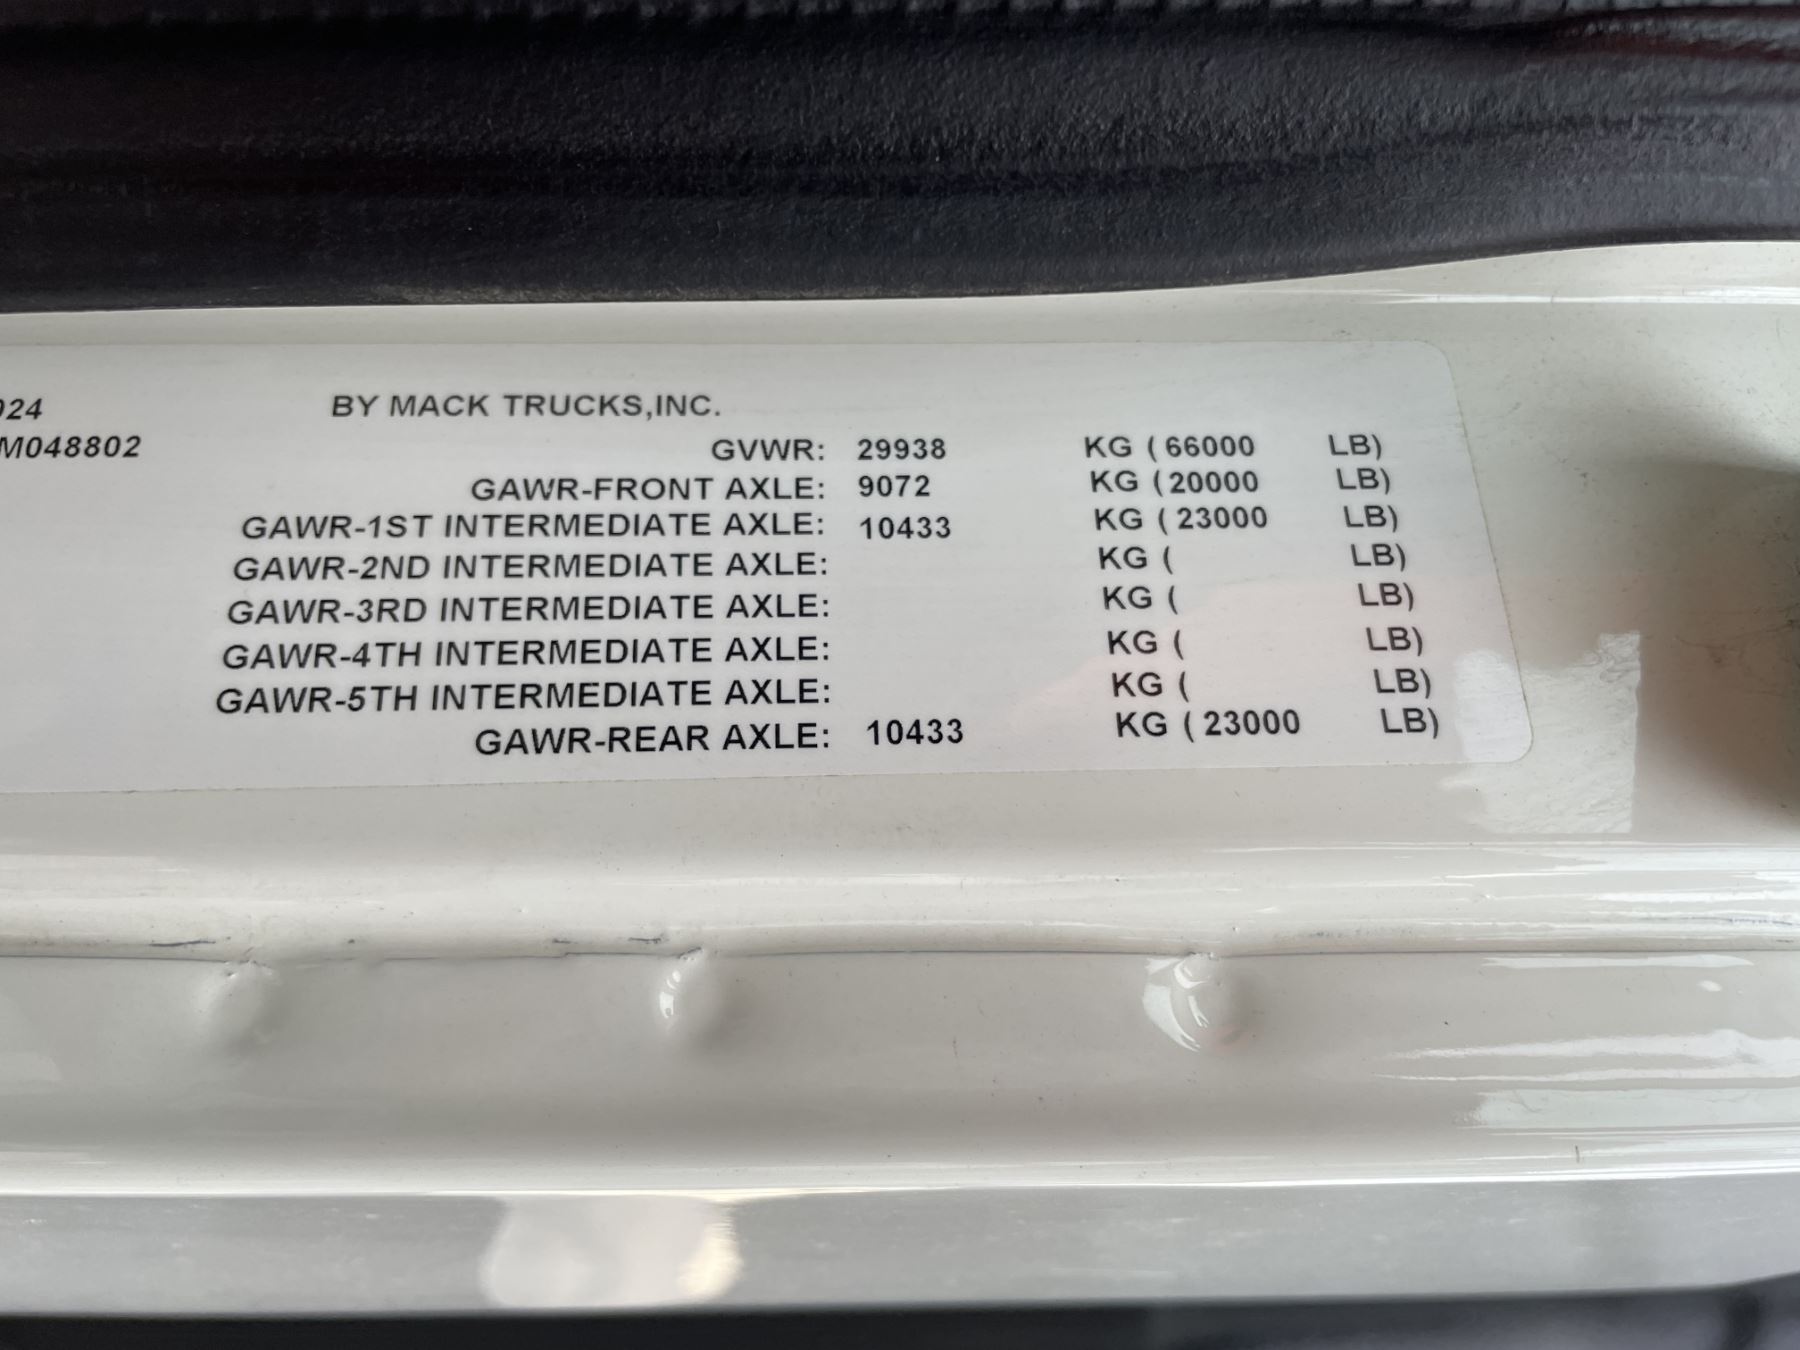 024 BY MACK TRUCKS,INC.
M048802 GVWR: 29938 KG ( 66000 LB)
GAWR-FRONT AXLE: 9072 KG ( 20000 LB)
GAWR-1ST INTERMEDIATE AXLE: 10433 KG ( 23000 LB)
GAWR-2ND INTERMEDIATE AXLE: KG ( LB)
GAWR-3RD INTERMEDIATE AXLE: KG ( LB)
GAWR-4TH INTERMEDIATE AXLE: KG ( LB)
GAWR-5TH INTERMEDIATE AXLE: KG ( LB)
GAWR-REAR AXLE: 10433 KG ( 23000 LB)